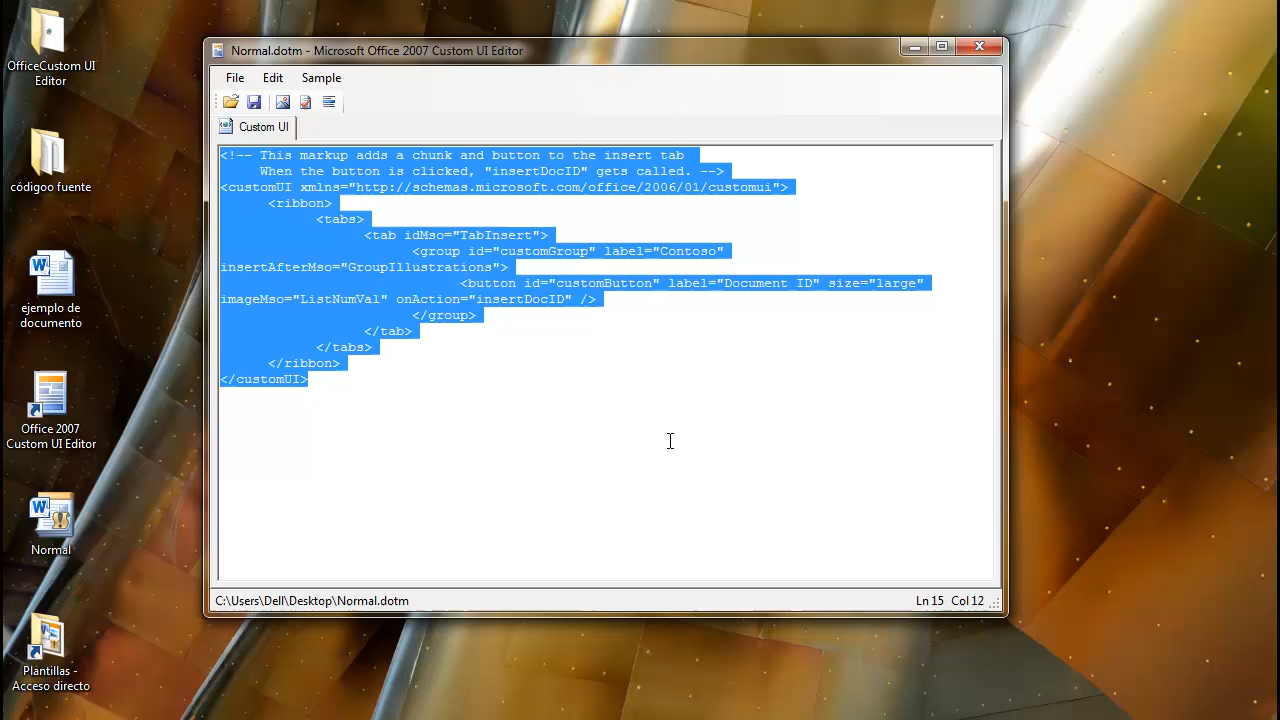 OfficeCustom UI
Editor
códigoo fuente
ejemplo de
documento
Office 2007
Custom UI Editor
Normal
Plantillas -
Acceso directo
Normal.dotm - Microsoft Office 2007 Custom UI Editor
File Edit Sample
Custom UI
<!-- This markup adds a chunk and button to the insert tab
When the button is clicked, "insertDocID" gets called. -->
<customUI xmlns="http://schemas.microsoft.com/office/2006/01/customui">
<ribbon>
<tabs>
<tab idMso="TabInsert">
<group id="customGroup" label="Contoso"
insertAfterMso="GroupIllustrations">
<button id="customButton" label="Document ID" size="large"
imageMso="ListNumVal" onAction="insertDocID" />
</group>
</tab>
</tabs>
</ribbon>
</customUI>
C:\Users\Dell\Desktop\Normal.dotm Ln 15 Col 12